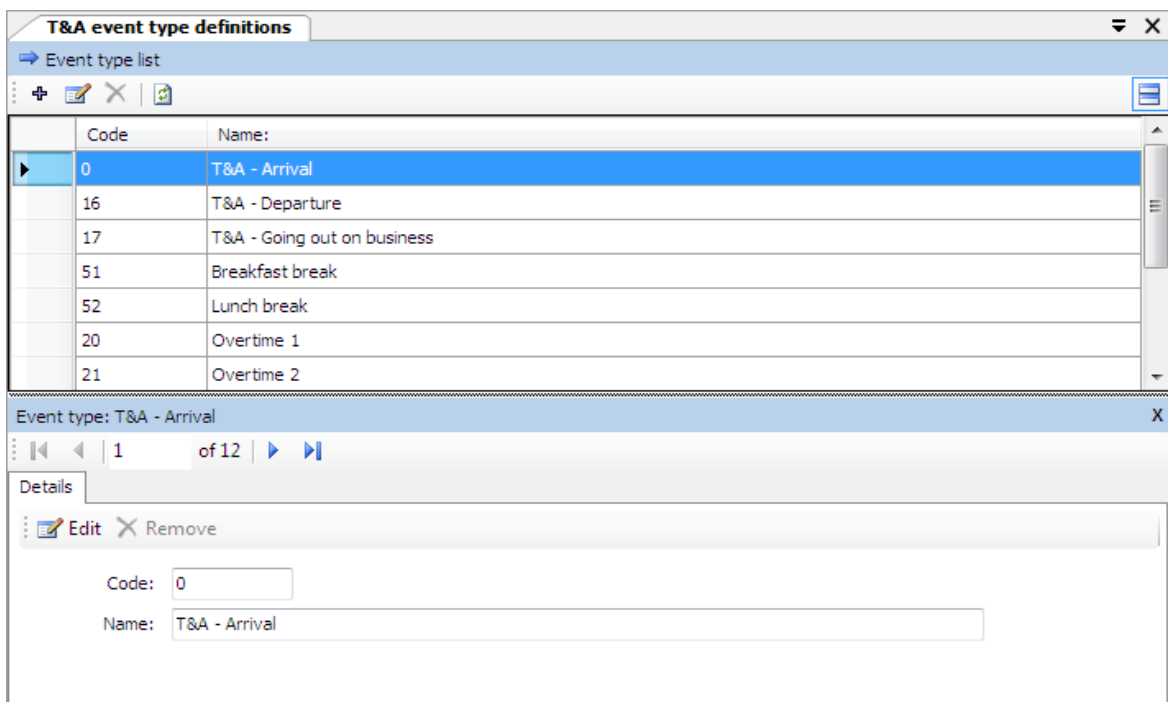 T&A event type definitions
Event type list
Code Name:
0 T&A - Arrival
16 T&A - Departure
17 T&A - Going out on business
51 Breakfast break
52 Lunch break
20 Overtime 1
21 Overtime 2
Event type: T&A - Arrival X
1 of 12
Details
Edit Remove
Code: 0
Name: T&A - Arrival